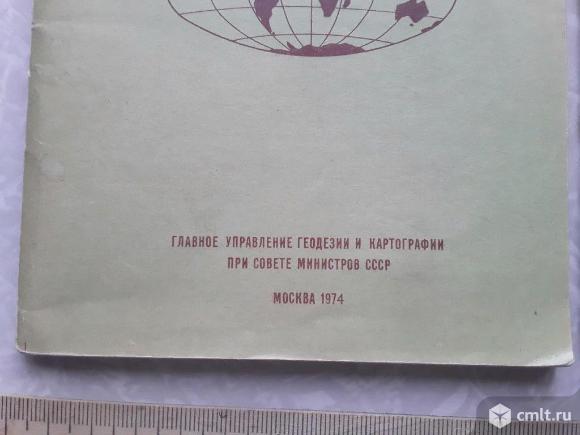 ГЛАВНОЕ УПРАВЛЕНИЕ ГЕОДЕЗИИ И КАРТОГРАФИИ
ПРИ СОВЕТЕ МИНИСТРОВ СССР
МОСКВА 1974
cmlt.ru